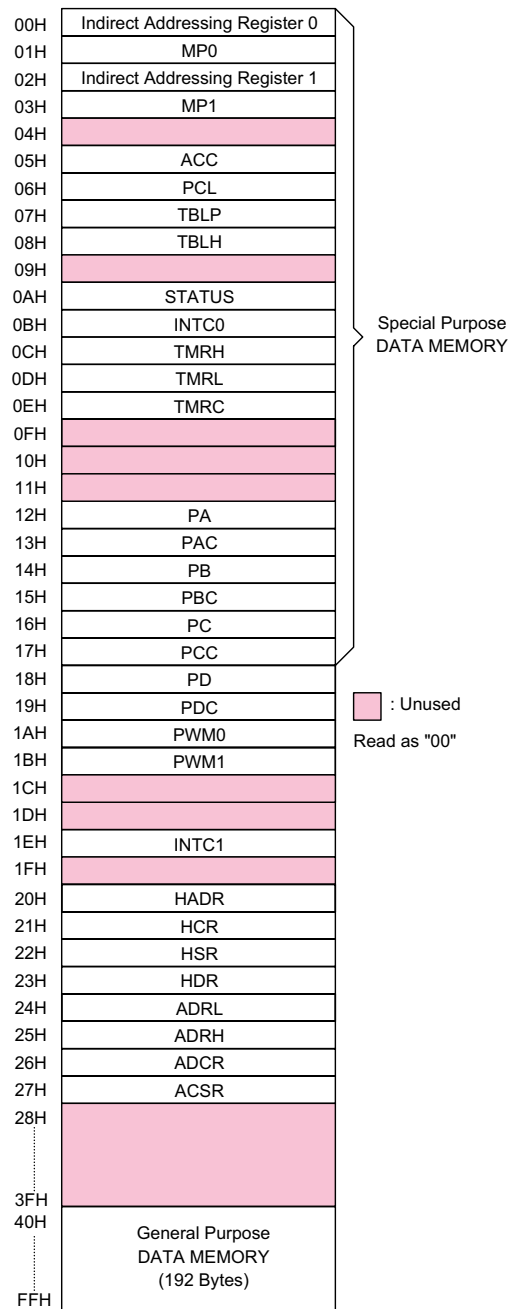 00H Indirect Addressing Register 0
01H MP0
02H Indirect Addressing Register 1
03H MP1
04H
05H ACC
06H PCL
07H TBLP
08H TBLH
09H
0AH STATUS
0BH INTC0
0CH TMRH
0DH TMRL
0EH TMRC
0FH
10H
11H
12H PA
13H PAC
14H PB
15H PBC
16H PC
17H PCC
18H PD
19H PDC
1AH PWM0
1BH PWM1
1CH
1DH
1EH INTC1
1FH
20H HADR
21H HCR
22H HSR
23H HDR
24H ADRL
25H ADRH
26H ADCR
27H ACSR
28H
3FH
40H
General Purpose
DATA MEMORY
(192 Bytes)
FFH
Special Purpose
DATA MEMORY
: Unused
Read as "00"